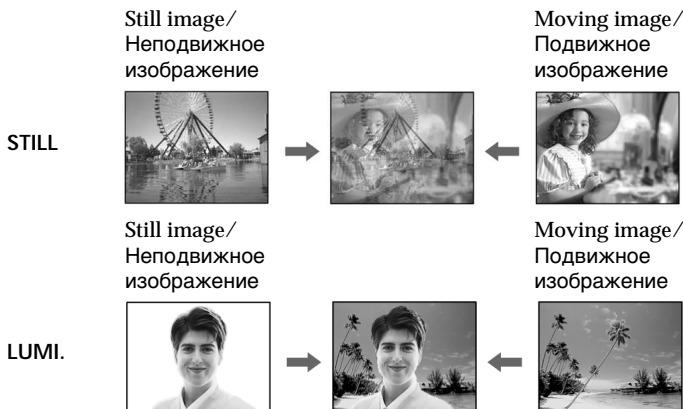 Still image/
Неподвижное
изображение
Moving image/
Подвижное
изображение
STILL
Still image/
Неподвижное
изображение
Moving image/
Подвижное
изображение
LUMI.